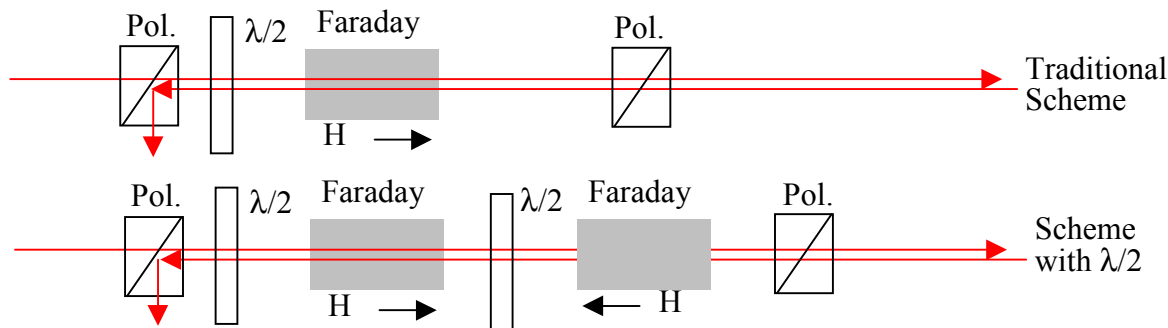 Pol. λ/2 Faraday Pol.
Traditional
Scheme
H
Pol. λ/2 Faraday λ/2 Faraday Pol.
Scheme
with λ/2
H H